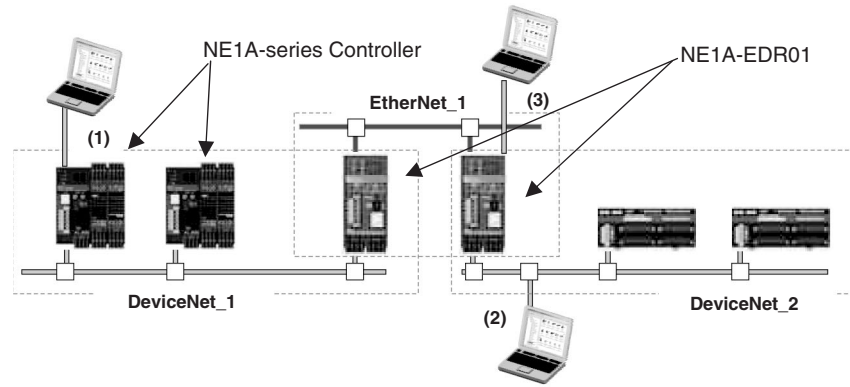 NE1A-series Controller
NE1A-EDR01
EtherNet_1
(3)
(1)
DeviceNet_1
(2)
DeviceNet_2